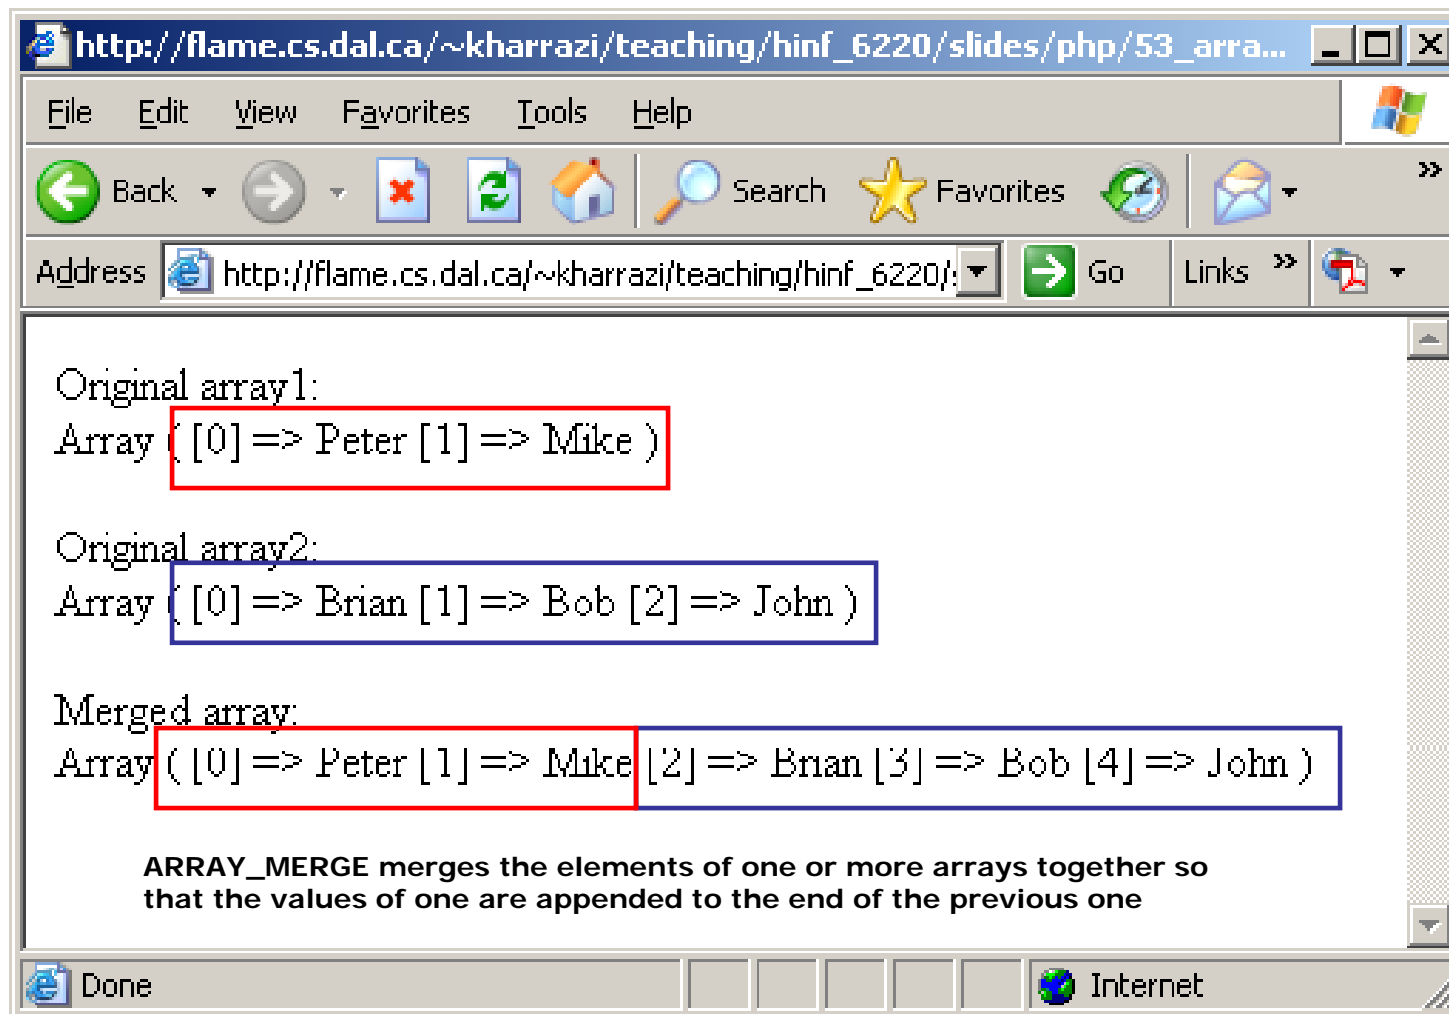 http://flame.cs.dal.ca/~kharrazi/teaching/hinf_6220/slides/php/53_arra...
File Edit View Favorites Tools Help
Back Search Favorites »
Address http://flame.cs.dal.ca/~kharrazi/teaching/hinf_6220/ Go Links »
Original array1:
Array ( [0] => Peter [1] => Mike )
Original array2:
Array ( [0] => Brian [1] => Bob [2] => John )
Merged array:
Array ( [0] => Peter [1] => Mike [2] => Brian [3] => Bob [4] => John )
ARRAY_MERGE merges the elements of one or more arrays together so
that the values of one are appended to the end of the previous one
Done Internet